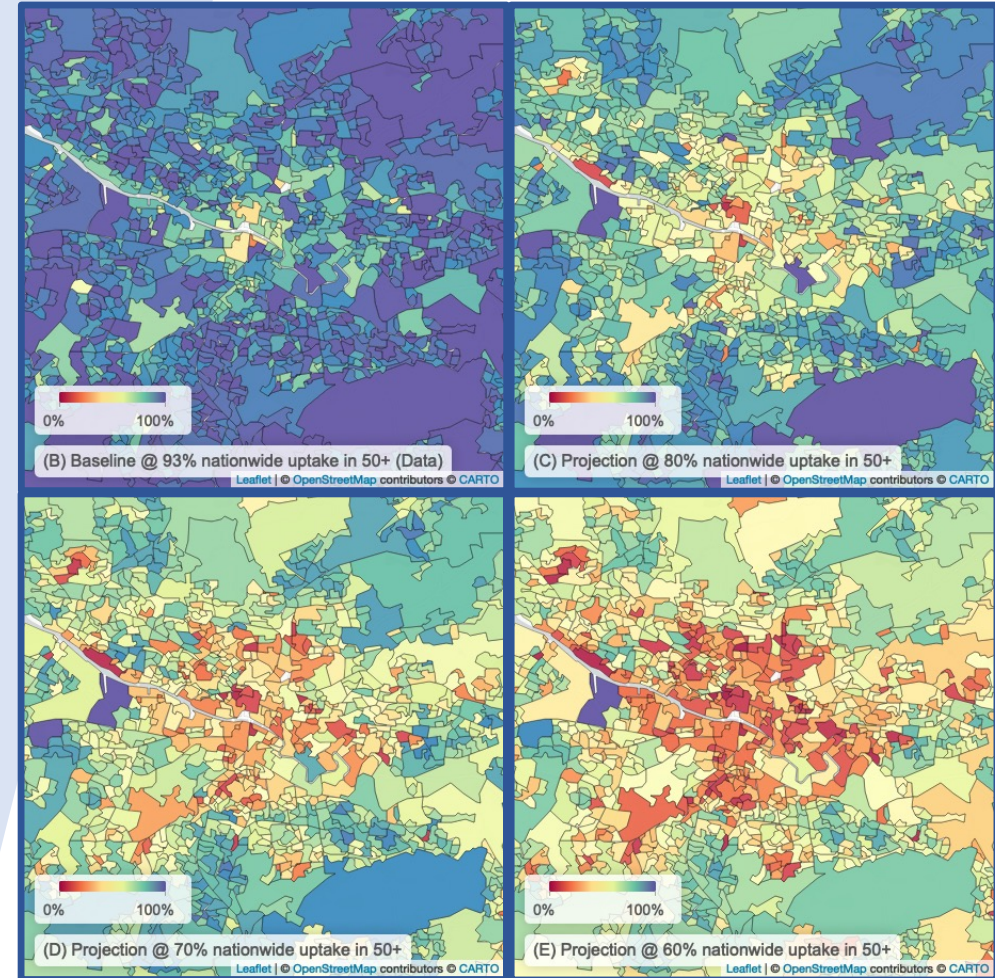 0% 100%
(B) Baseline @ 93% nationwide uptake in 50+ (Data)
Leaflet | © OpenStreetMap contributors © CARTO
0% 100%
(C) Projection @ 80% nationwide uptake in 50+
Leaflet | © OpenStreetMap contributors © CARTO
0% 100%
(D) Projection @ 70% nationwide uptake in 50+
Leaflet | © OpenStreetMap contributors © CARTO
0% 100%
(E) Projection @ 60% nationwide uptake in 50+
Leaflet | © OpenStreetMap contributors © CARTO